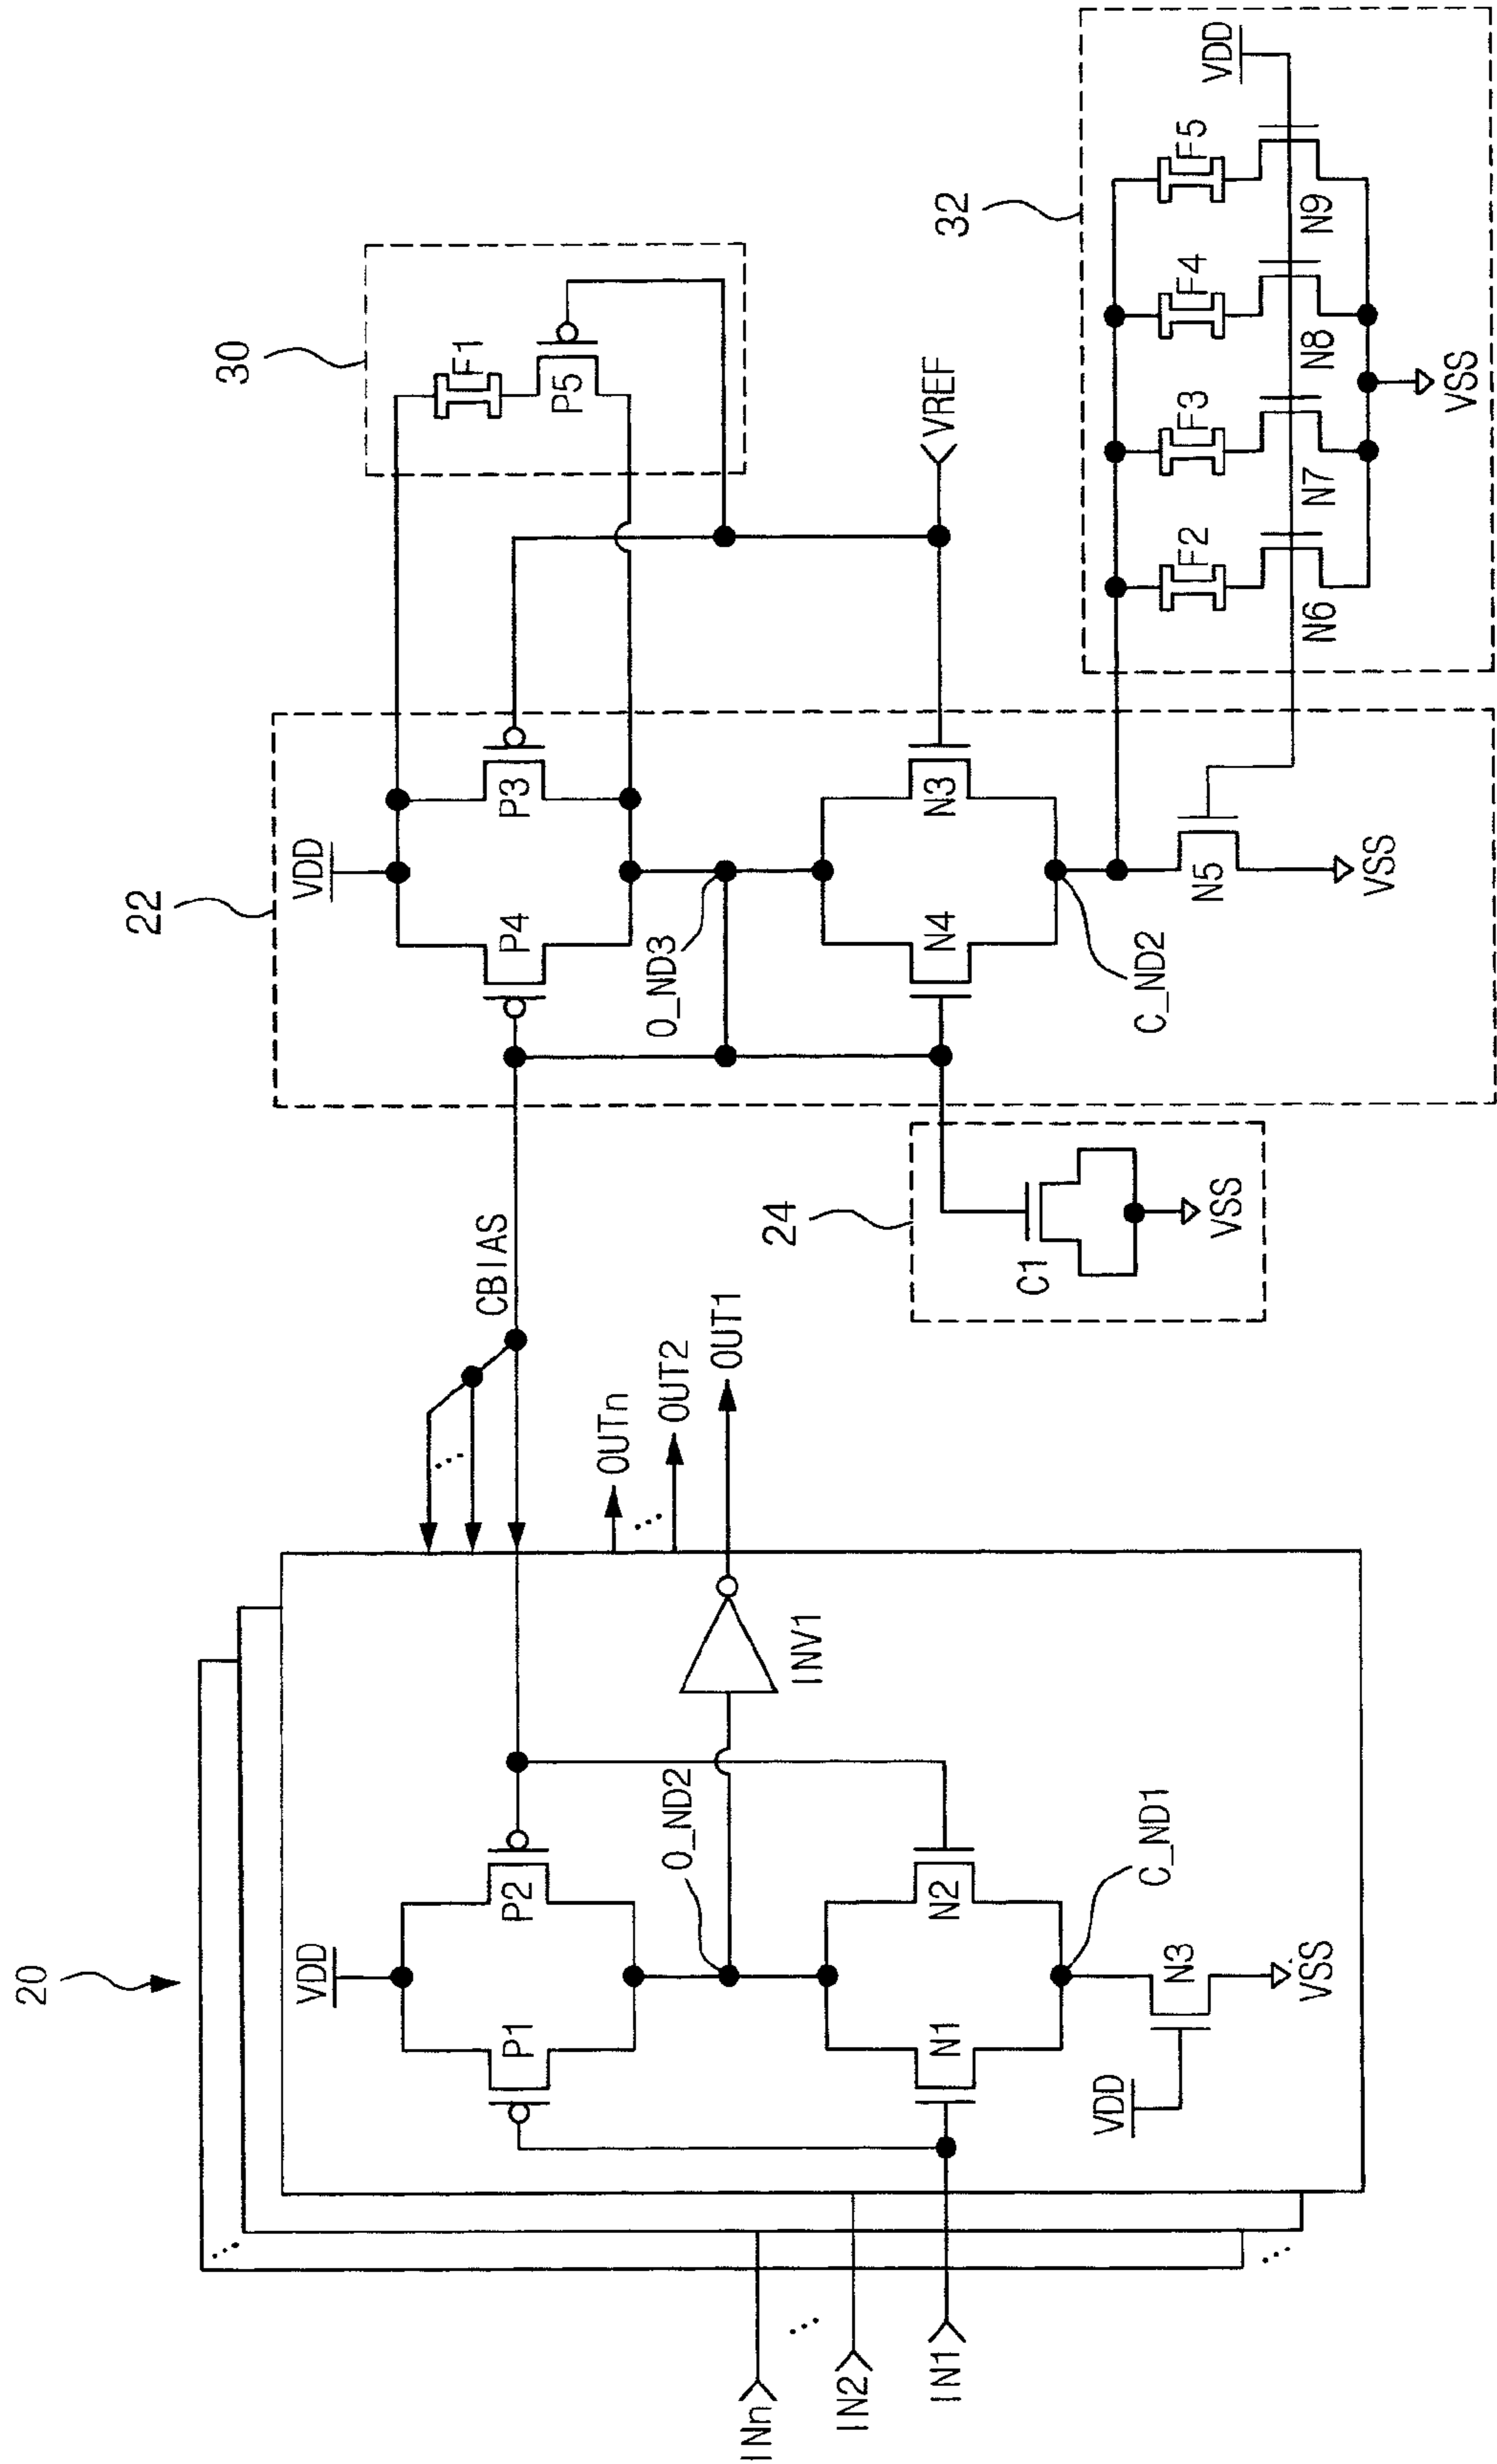 20
INn
IN2
IN1
VDD
P1
P2
O_ND2
N1
N2
C_ND1
VDD
N3
VSS
INV1
OUTn
OUT2
OUT1
CBIAS
24
C1
VSS
22
VDD
P4
P3
O_ND3
N4
N3
C_ND2
N5
VSS
30
F1
P5
VREF
32
F2
F3
F4
F5
VDD
N6
N7
N8
N9
VSS